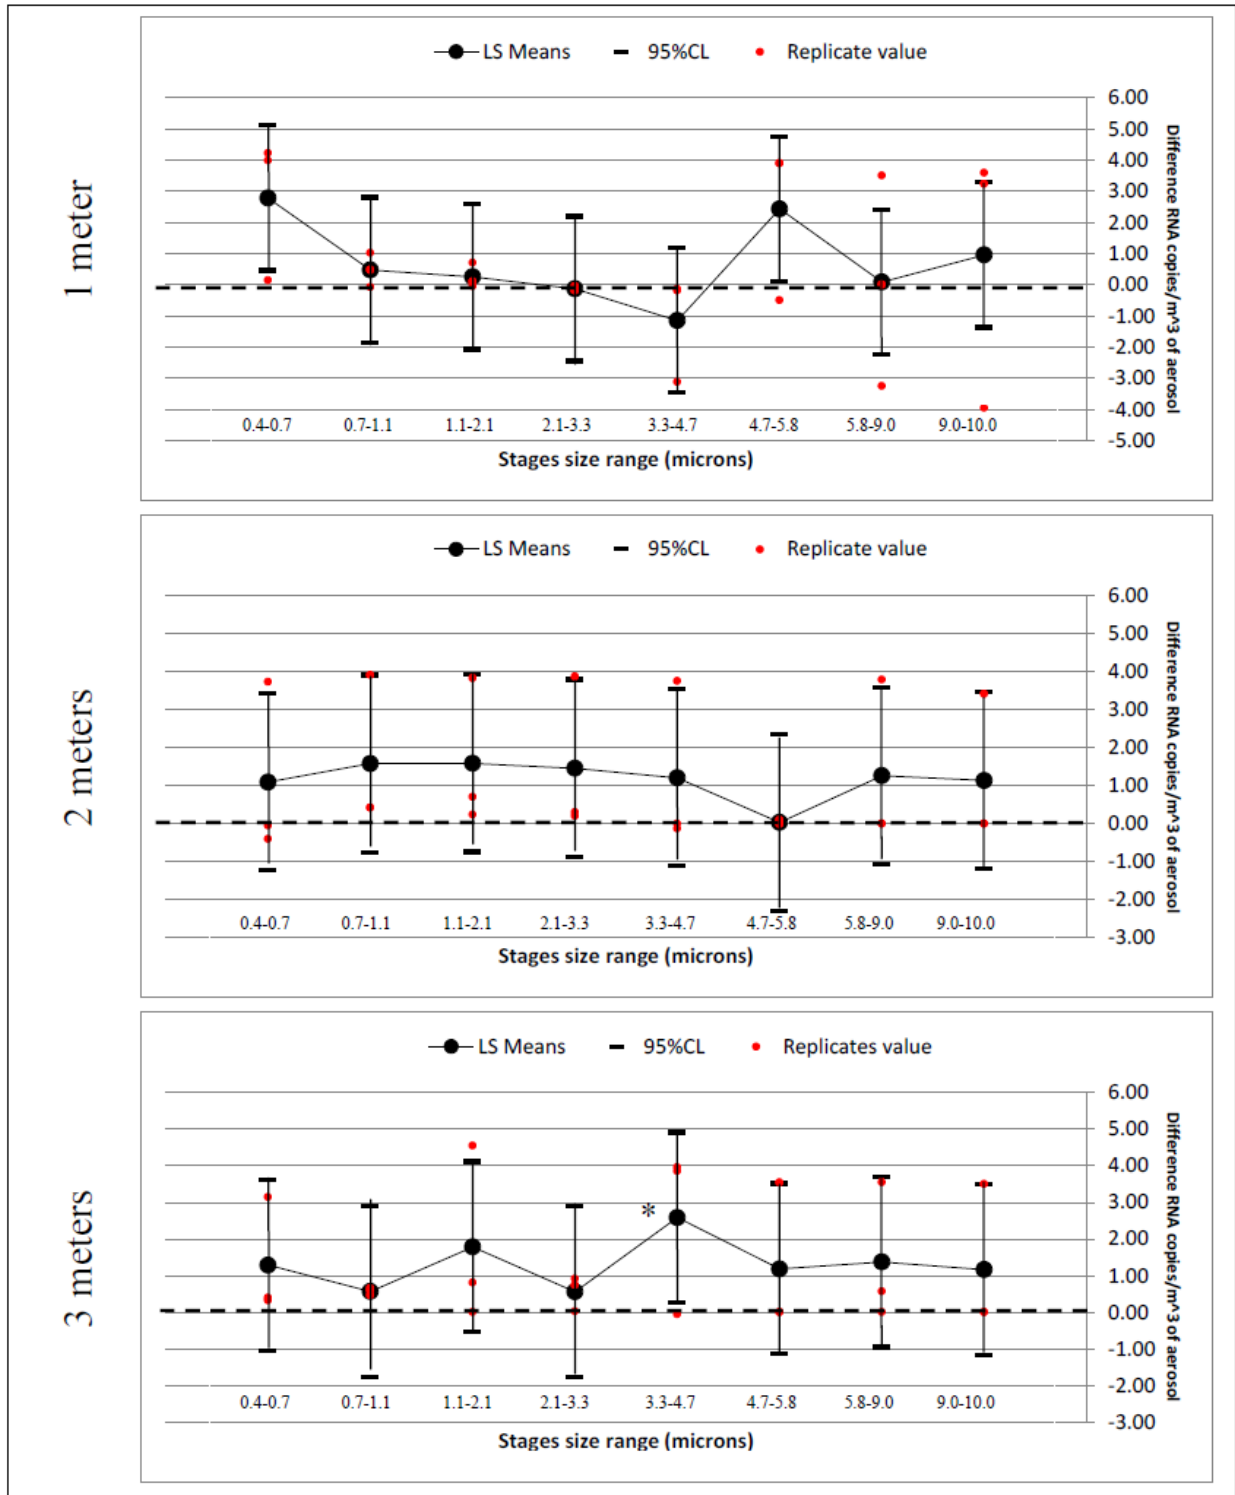 1 meter
LS Means 95%CL Replicate value
6.00
5.00
4.00
3.00
2.00
1.00
0.00
-1.00
-2.00
-3.00
-4.00
-5.00
Difference RNA copies/m^3 of aerosol
0.4-0.7 0.7-1.1 1.1-2.1 2.1-3.3 3.3-4.7 4.7-5.8 5.8-9.0 9.0-10.0
Stages size range (microns)
2 meters
LS Means 95%CL Replicate value
6.00
5.00
4.00
3.00
2.00
1.00
0.00
-1.00
-2.00
-3.00
Difference RNA copies/m^3 of aerosol
0.4-0.7 0.7-1.1 1.1-2.1 2.1-3.3 3.3-4.7 4.7-5.8 5.8-9.0 9.0-10.0
Stages size range (microns)
3 meters
LS Means 95%CL Replicates value
6.00
5.00
4.00
3.00
2.00
1.00
0.00
-1.00
-2.00
-3.00
*
Difference RNA copies/m^3 of aerosol
0.4-0.7 0.7-1.1 1.1-2.1 2.1-3.3 3.3-4.7 4.7-5.8 5.8-9.0 9.0-10.0
Stages size range (microns)